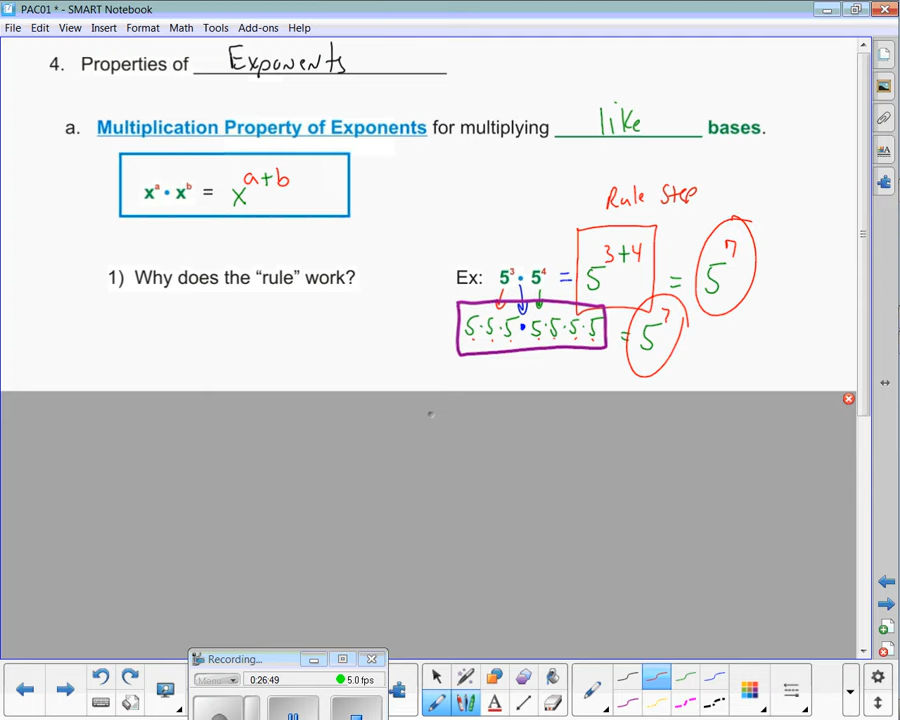 PAC01 * - SMART Notebook
File Edit View Insert Format Math Tools Add-ons Help
4. Properties of Exponents
a. Multiplication Property of Exponents for multiplying like bases.
xᵃ • xᵇ = xᵃ⁺ᵇ
Rule Step
1) Why does the “rule” work?
Ex: 5³ • 5⁴ = 5³⁺⁴ = 5⁷
5·5·5•5·5·5·5 = 5⁷
Recording...
Menu 0:26:49 5.0 fps